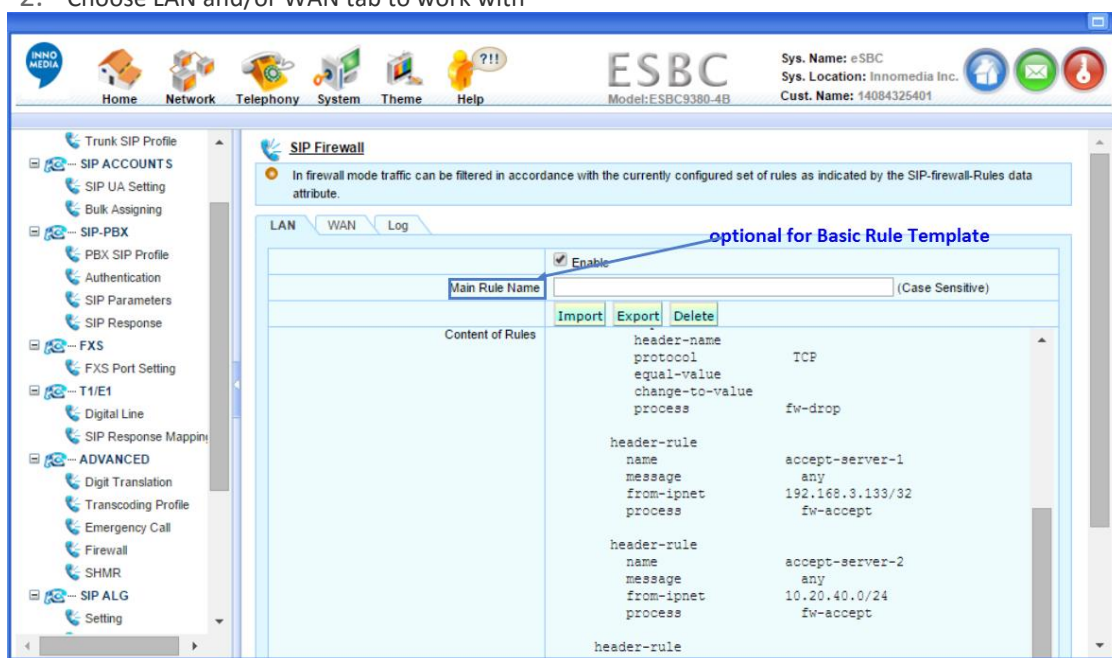 2. Choose LAN and/or WAN tab to work with
INNO
MEDIA
Home Network Telephony System Theme Help
?!!
ESBC
Model:ESBC9380-4B
Sys. Name: eSBC
Sys. Location: Innomedia Inc.
Cust. Name: 14084325401
Trunk SIP Profile
SIP ACCOUNTS
SIP UA Setting
Bulk Assigning
SIP-PBX
PBX SIP Profile
Authentication
SIP Parameters
SIP Response
FXS
FXS Port Setting
T1/E1
Digital Line
SIP Response Mapping
ADVANCED
Digit Translation
Transcoding Profile
Emergency Call
Firewall
SHMR
SIP ALG
Setting
SIP Firewall
In firewall mode traffic can be filtered in accordance with the currently configured set of rules as indicated by the SIP-firewall-Rules data
attribute.
LAN WAN Log
optional for Basic Rule Template
Enable
Main Rule Name (Case Sensitive)
Import Export Delete
Content of Rules
header-name
protocol TCP
equal-value
change-to-value
process fw-drop
header-rule
name accept-server-1
message any
from-ipnet 192.168.3.133/32
process fw-accept
header-rule
name accept-server-2
message any
from-ipnet 10.20.40.0/24
process fw-accept
header-rule